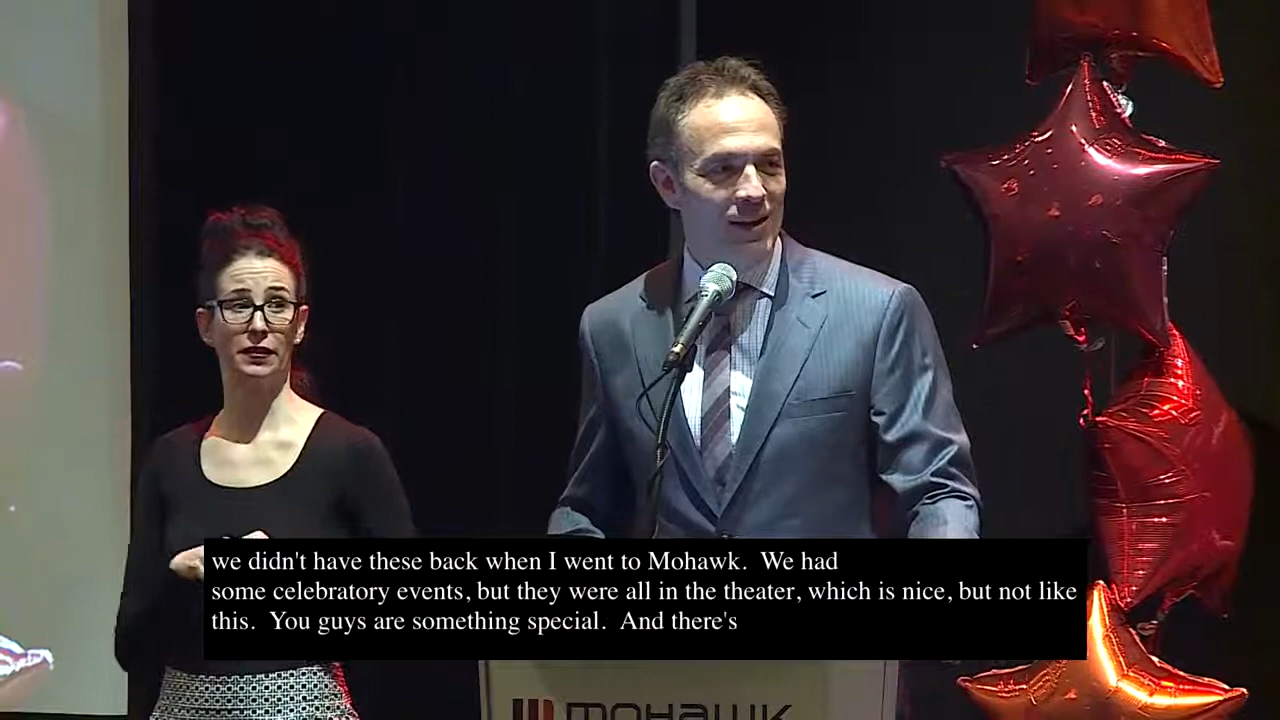 we didn't have these back when I went to Mohawk.  We had
some celebratory events, but they were all in the theater, which is nice, but not like
this.  You guys are something special.  And there's
mohawk